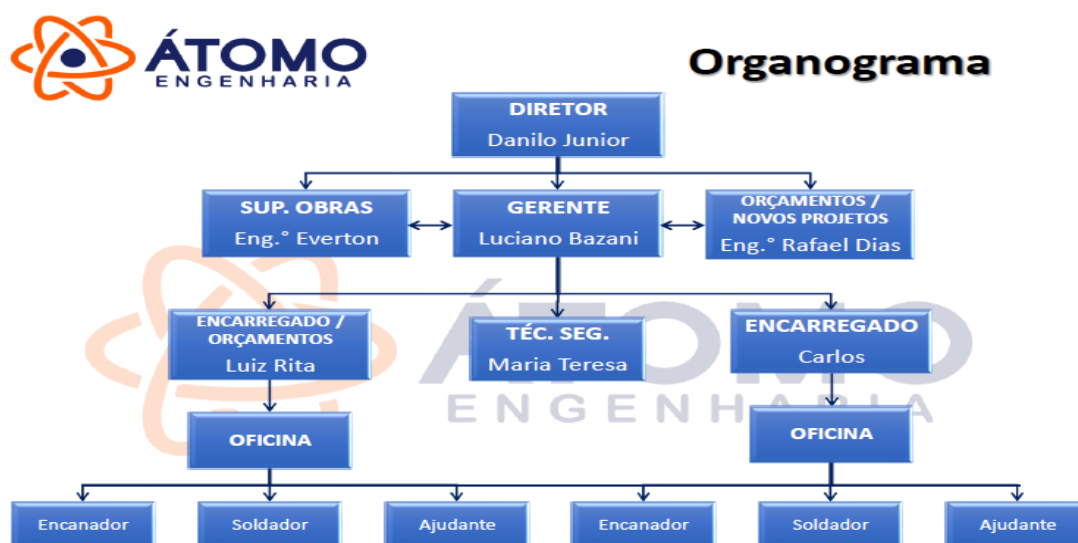 ÁTOMO
ENGENHARIA
Organograma
DIRETOR
Danilo Junior
SUP. OBRAS
Eng.° Everton
GERENTE
Luciano Bazani
ORÇAMENTOS /
NOVOS PROJETOS
Eng.° Rafael Dias
ENCARREGADO /
ORÇAMENTOS
Luiz Rita
TÉC. SEG.
Maria Teresa
ENCARREGADO
Carlos
ÁTOMO
ENGENHARIA
OFICINA
OFICINA
Encanador
Soldador
Ajudante
Encanador
Soldador
Ajudante